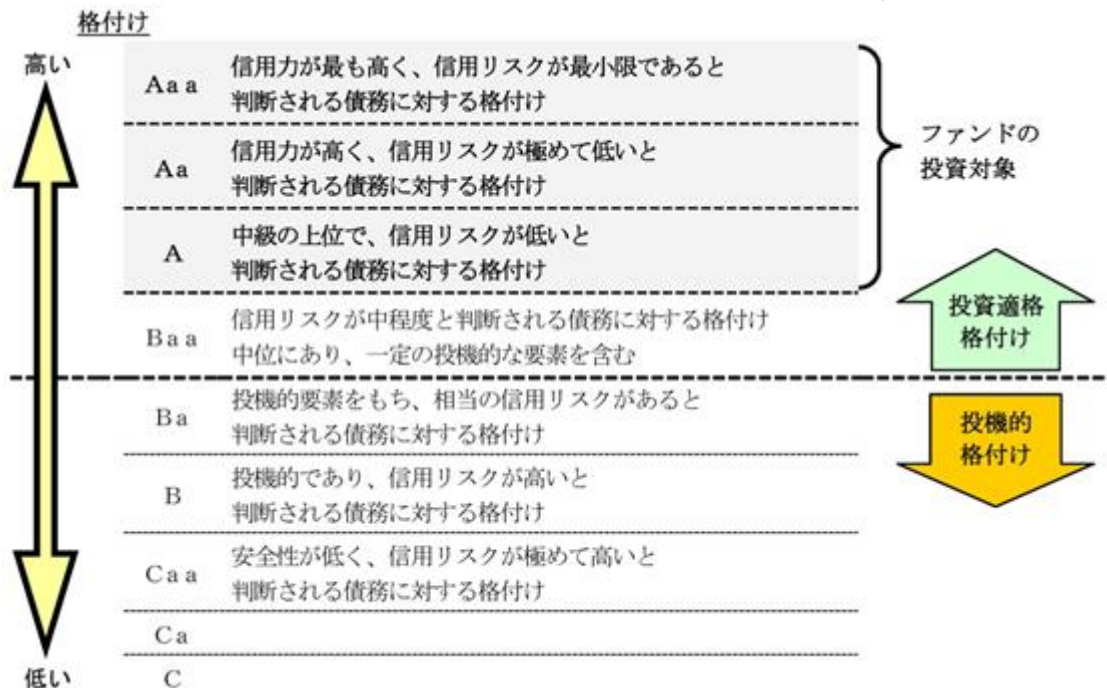 格付け
高い
Aaa
信用力が最も高く、信用リスクが最小限であると
判断される債務に対する格付け
Aa
信用力が高く、信用リスクが極めて低いと
判断される債務に対する格付け
A
中級の上位で、信用リスクが低いと
判断される債務に対する格付け
ファンドの
投資対象
Baa
信用リスクが中程度と判断される債務に対する格付け
中位にあり、一定の投機的な要素を含む
投資適格
格付け
Ba
投機的要素をもち、相当の信用リスクがあると
判断される債務に対する格付け
投機的
格付け
B
投機的であり、信用リスクが高いと
判断される債務に対する格付け
Caa
安全性が低く、信用リスクが極めて高いと
判断される債務に対する格付け
Ca
低い
C